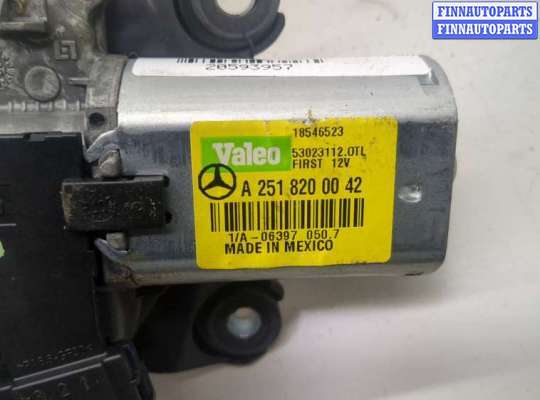 FINNAUTOPARTS
FINNAUTOPARTS
20593957
18546523
Valeo
53023112.OTL
FIRST 12V
A 251 820 00 42
1/A-06397 050.7
MADE IN MEXICO